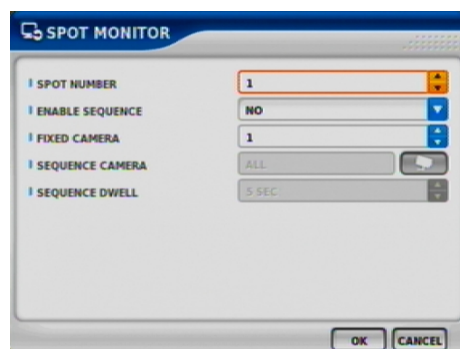 SPOT MONITOR
SPOT NUMBER 1
ENABLE SEQUENCE NO
FIXED CAMERA 1
SEQUENCE CAMERA ALL
SEQUENCE DWELL 5 SEC
OK CANCEL